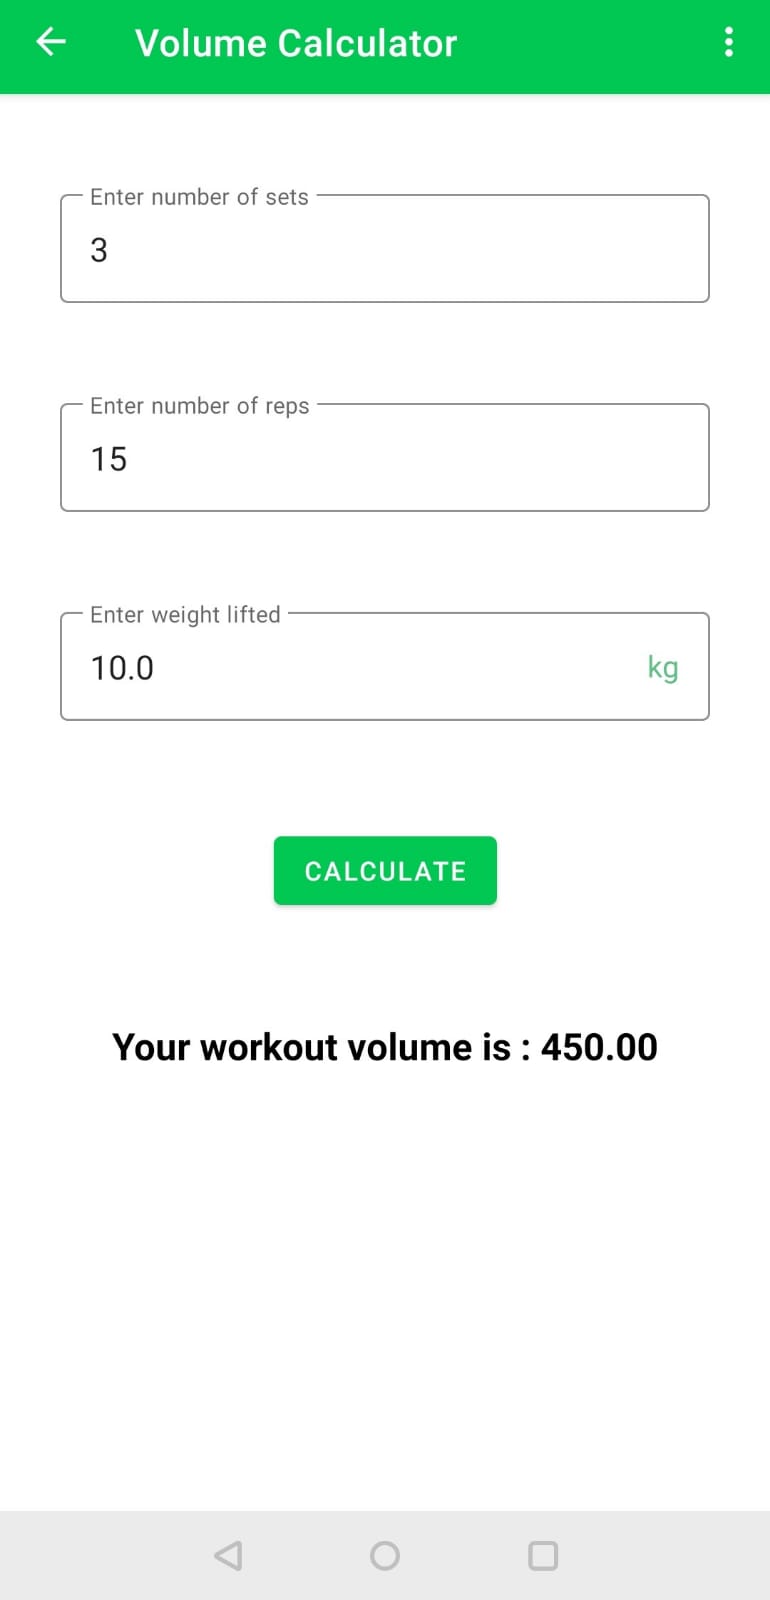 Volume Calculator
Enter number of sets
3
Enter number of reps
15
Enter weight lifted
10.0 kg
CALCULATE
Your workout volume is : 450.00